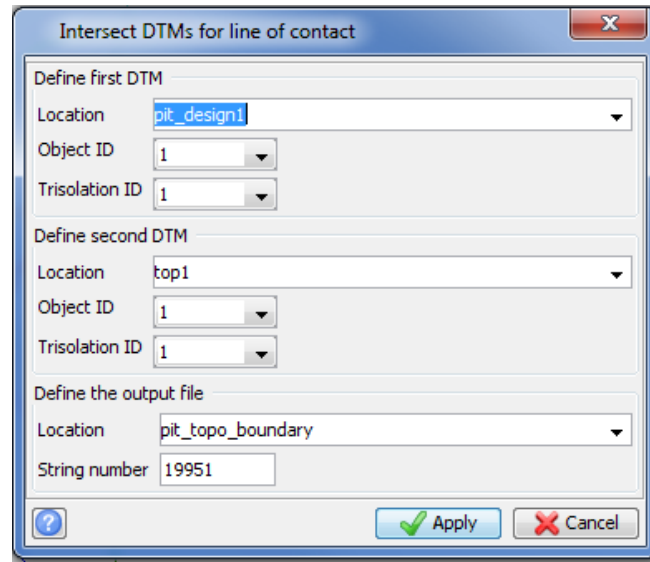 Intersect DTMs for line of contact
Define first DTM
Location pit_design1
Object ID 1
Trisolation ID 1
Define second DTM
Location top1
Object ID 1
Trisolation ID 1
Define the output file
Location pit_topo_boundary
String number 19951
? Apply Cancel